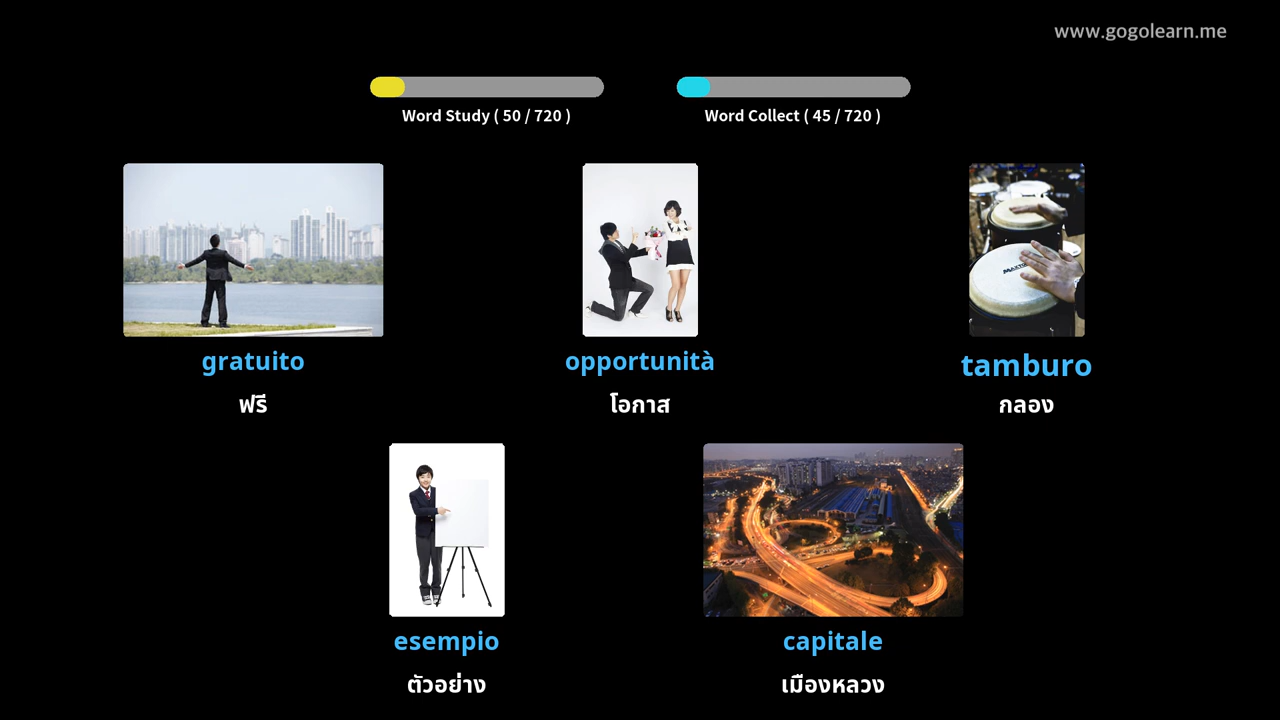 www.gogolearn.me
Word Study ( 50 / 720 )
Word Collect ( 45 / 720 )
gratuito
ฟรี
opportunità
โอกาส
tamburo
กลอง
esempio
ตัวอย่าง
capitale
เมืองหลวง